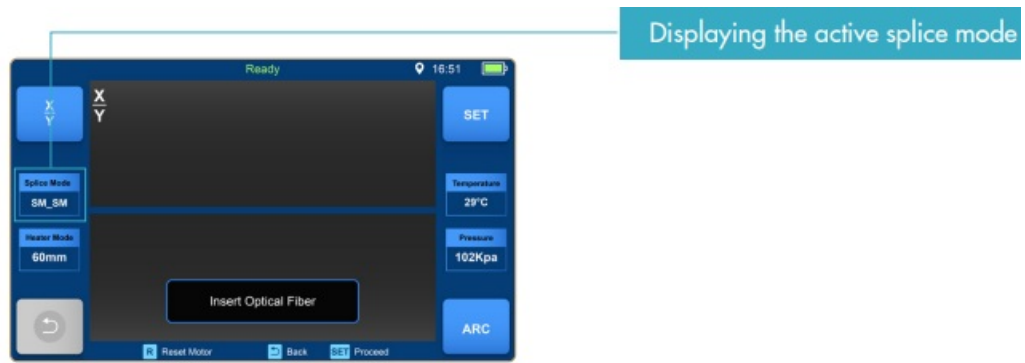 Displaying the active splice mode
Ready 16:51
X
Y
X
Y
SET
Splice Mode
SM_SM
Temperature
29°C
Heater Mode
60mm
Pressure
102Kpa
Insert Optical Fiber
ARC
R Reset Motor Back SET Proceed